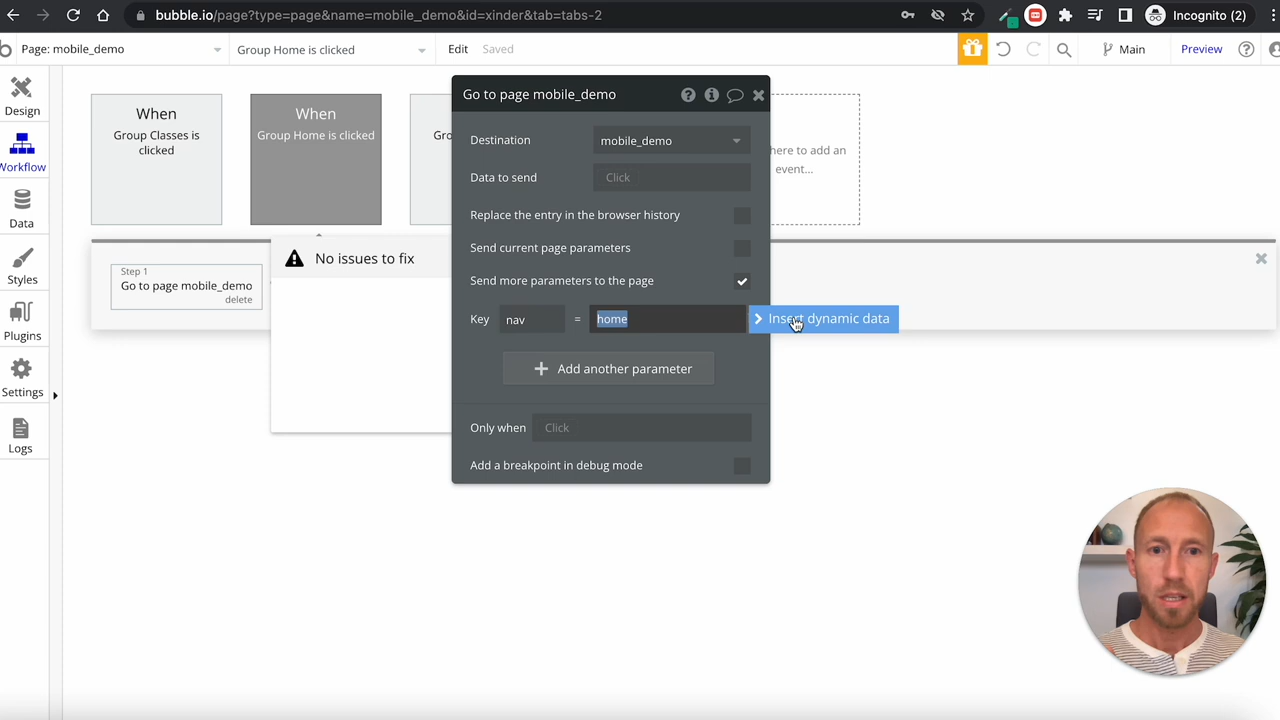 bubble.io/page?type=page&name=mobile_demo&id=xinder&tab=tabs-2
Incognito (2)
Page: mobile_demo
Group Home is clicked
Edit
Saved
Main
Preview
Design
Workflow
Data
Styles
Plugins
Settings
Logs
When
Group Classes is
clicked
When
Group Home is clicked
Gro
here to add an
event...
Step 1
Go to page mobile_demo
delete
No issues to fix
Go to page mobile_demo
Destination
mobile_demo
Data to send
Click
Replace the entry in the browser history
Send current page parameters
Send more parameters to the page
Key
nav
=
home
Insert dynamic data
Add another parameter
Only when
Click
Add a breakpoint in debug mode